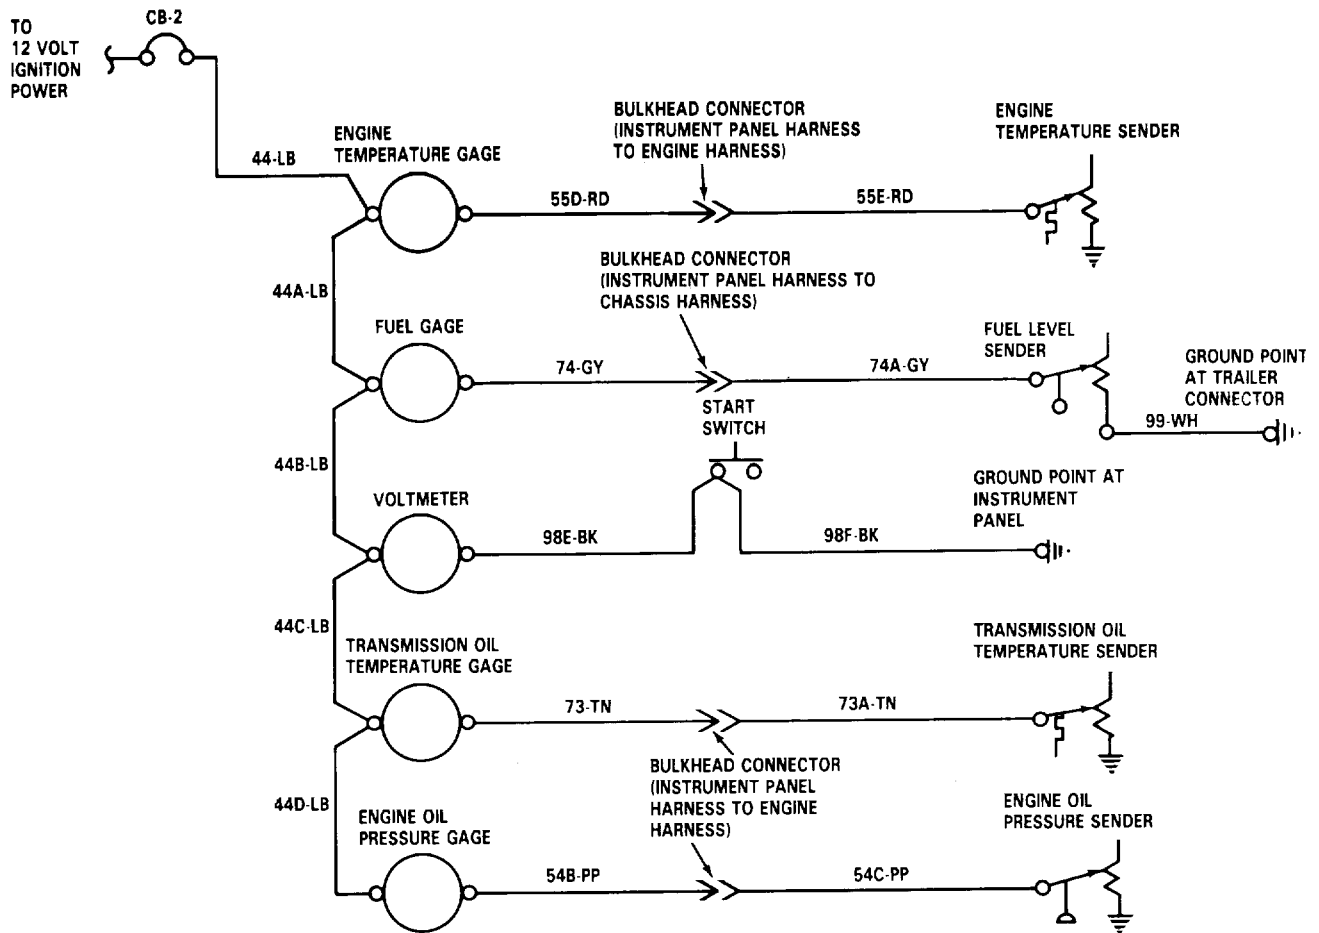 TO
12 VOLT
IGNITION
POWER
CB-2
44-LB
ENGINE
TEMPERATURE GAGE
55D-RD
BULKHEAD CONNECTOR
(INSTRUMENT PANEL HARNESS
TO ENGINE HARNESS)
55E-RD
ENGINE
TEMPERATURE SENDER
44A-LB
FUEL GAGE
74-GY
BULKHEAD CONNECTOR
(INSTRUMENT PANEL HARNESS TO
CHASSIS HARNESS)
74A-GY
FUEL LEVEL
SENDER
99-WH
GROUND POINT
AT TRAILER
CONNECTOR
44B-LB
VOLTMETER
98E-BK
START
SWITCH
98F-BK
GROUND POINT AT
INSTRUMENT
PANEL
44C-LB
TRANSMISSION OIL
TEMPERATURE GAGE
73-TN
73A-TN
TRANSMISSION OIL
TEMPERATURE SENDER
BULKHEAD CONNECTOR
(INSTRUMENT PANEL
HARNESS TO ENGINE
HARNESS)
44D-LB
ENGINE OIL
PRESSURE GAGE
54B-PP
54C-PP
ENGINE OIL
PRESSURE SENDER